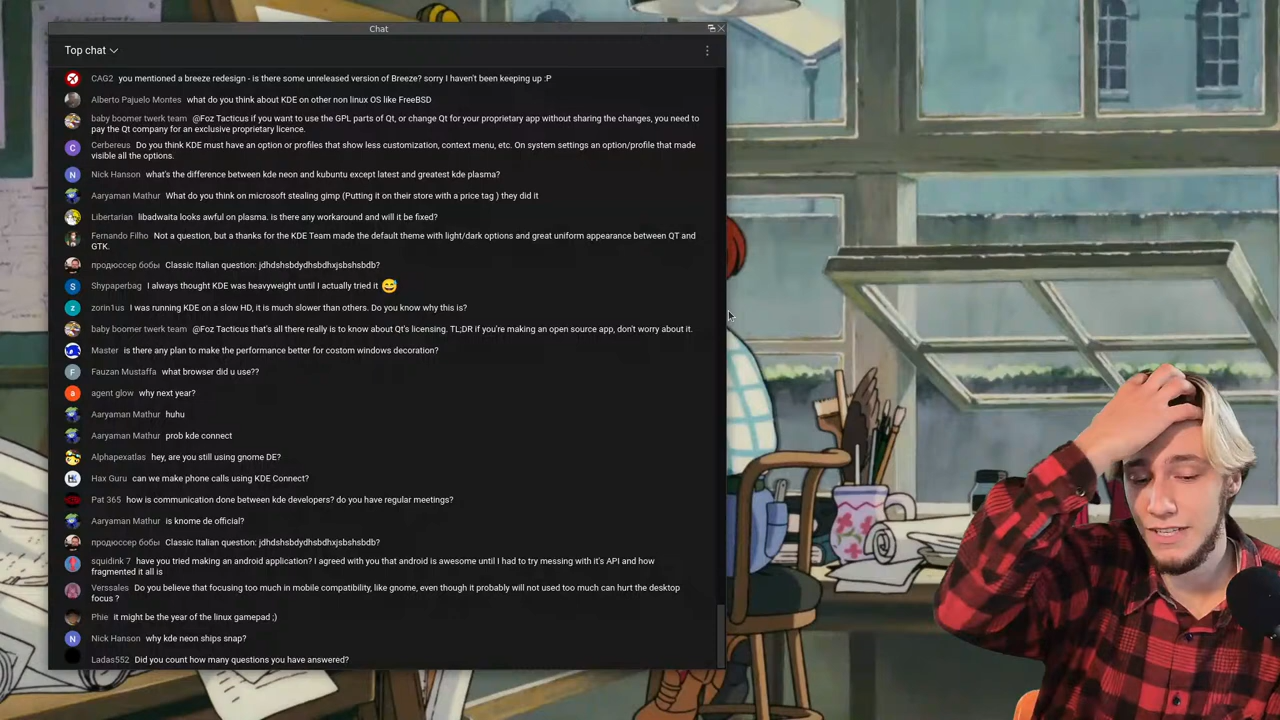 Chat
Top chat
CAG2 you mentioned a breeze redesign - is there some unreleased version of Breeze? sorry I haven't been keeping up :P
Alberto Pajuelo Montes what do you think about KDE on other non linux OS like FreeBSD
baby boomer twerk team @Foz Tacticus if you want to use the GPL parts of Qt, or change Qt for your proprietary app without sharing the changes, you need to
pay the Qt company for an exclusive proprietary licence.
C Cerbereus Do you think KDE must have an option or profiles that show less customization, context menu, etc. On system settings an option/profile that made
visible all the options.
N Nick Hanson what's the difference between kde neon and kubuntu except latest and greatest kde plasma?
Aaryaman Mathur What do you think on microsoft stealing gimp (Putting it on their store with a price tag ) they did it
Libertarian libadwaita looks awful on plasma. is there any workaround and will it be fixed?
Fernando Filho Not a question, but a thanks for the KDE Team made the default theme with light/dark options and great uniform appearance between QT and
GTK.
продюссер бобы Classic Italian question: jdhdshsbdydhsbdhxjsbshsbdb?
S Shypaperbag I always thought KDE was heavyweight until I actually tried it 😅
z zorin1us I was running KDE on a slow HD, it is much slower than others. Do you know why this is?
baby boomer twerk team @Foz Tacticus that's all there really is to know about Qt's licensing. TL;DR if you're making an open source app, don't worry about it.
Master is there any plan to make the performance better for costom windows decoration?
F Fauzan Mustaffa what browser did u use??
a agent glow why next year?
Aaryaman Mathur huhu
Aaryaman Mathur prob kde connect
Alphapexatlas hey, are you still using gnome DE?
Hax Guru can we make phone calls using KDE Connect?
Pat 365 how is communication done between kde developers? do you have regular meetings?
Aaryaman Mathur is knome de official?
продюссер бобы Classic Italian question: jdhdshsbdydhsbdhxjsbshsbdb?
squidink 7 have you tried making an android application? I agreed with you that android is awesome until I had to try messing with it's API and how
fragmented it all is
Verssales Do you believe that focusing too much in mobile compatibility, like gnome, even though it probably will not used too much can hurt the desktop
focus ?
Phie it might be the year of the linux gamepad ;)
N Nick Hanson why kde neon ships snap?
Ladas552 Did you count how many questions you have answered?